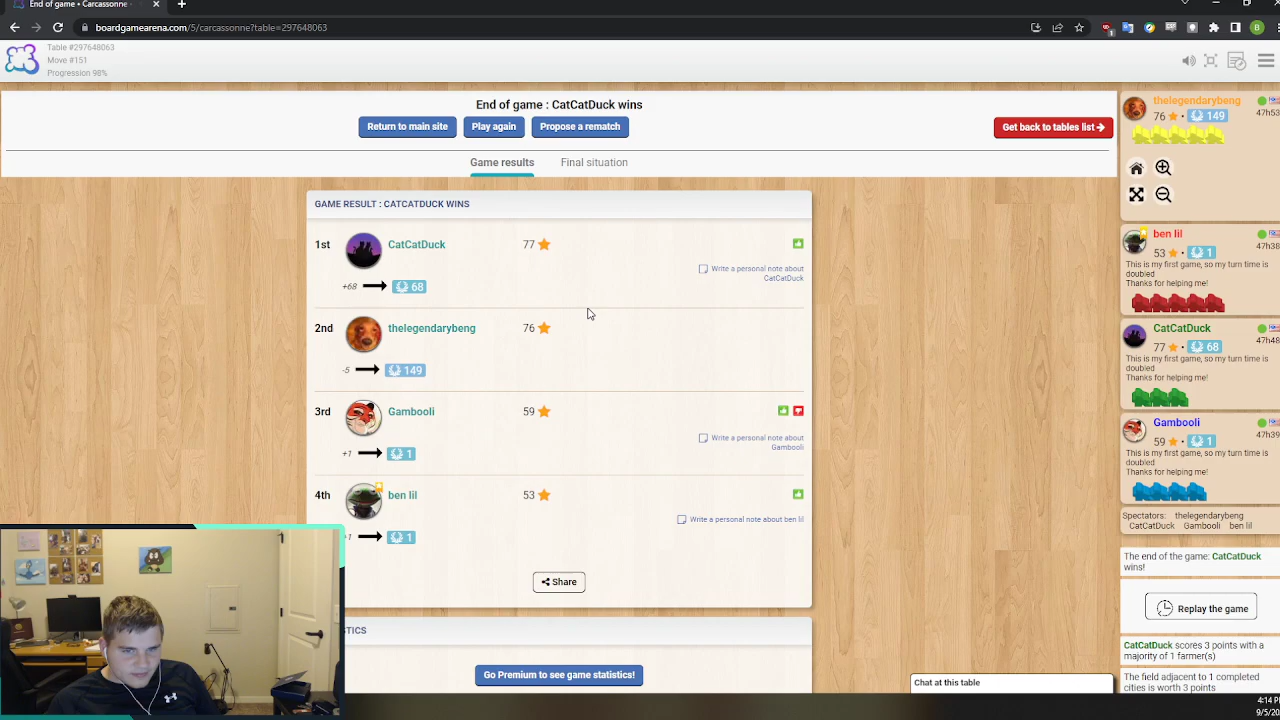 End of game • Carcassonne
boardgamearena.com/5/carcassonne?table=297648063
B
Table #297648063
Move #151
Progression 98%
End of game : CatCatDuck wins
Return to main site
Play again
Propose a rematch
Get back to tables list
Game results
Final situation
GAME RESULT : CATCATDUCK WINS
1st
CatCatDuck
77
Write a personal note about
CatCatDuck
+68
68
2nd
thelegendarybeng
76
-5
149
3rd
Gambooli
59
Write a personal note about
Gambooli
+1
1
4th
ben lil
53
Write a personal note about ben lil
1
Share
Go Premium to see game statistics!
thelegendarybeng
76 • 149
47h53
ben lil
53 • 1
47h38
This is my first game, so my turn time is
doubled
Thanks for helping me!
CatCatDuck
77 • 68
47h48
This is my first game, so my turn time is
doubled
Thanks for helping me!
Gambooli
59 • 1
47h39
This is my first game, so my turn time is
doubled
Thanks for helping me!
Spectators: thelegendarybeng
CatCatDuck Gambooli ben lil
The end of the game: CatCatDuck
wins!
Replay the game
CatCatDuck scores 3 points with a
majority of 1 farmer(s)
The field adjacent to 1 completed
cities is worth 3 points
Chat at this table
4:14 PM